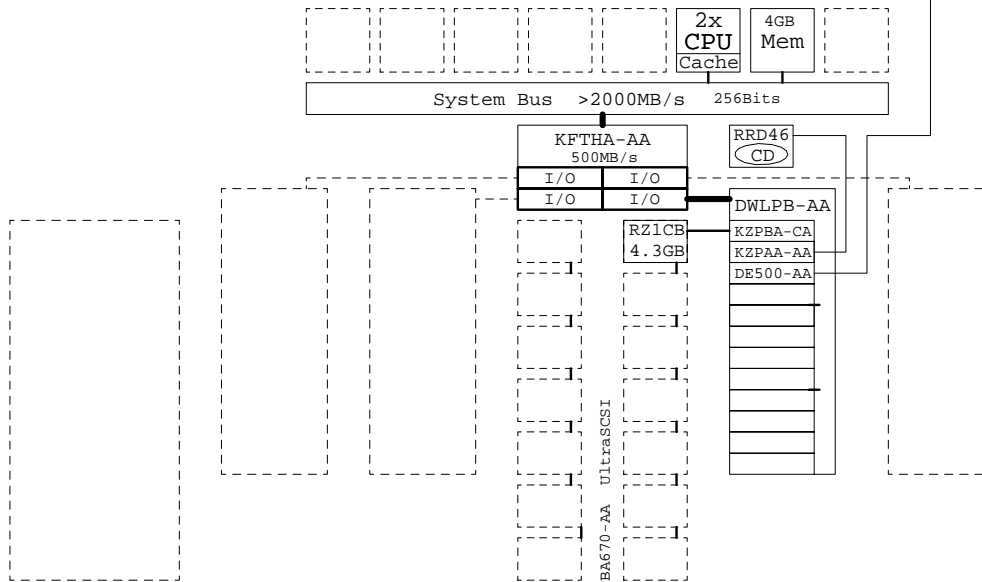 2x
CPU
Cache
4GB
Mem
System Bus >2000MB/s 256Bits
KFTHA-AA
500MB/s
RRD46
CD
I/O I/O
I/O I/O
DWLPB-AA
RZ1CB
4.3GB
KZPBA-CA
KZPAA-AA
DE500-AA
BA670-AA UltraSCSI